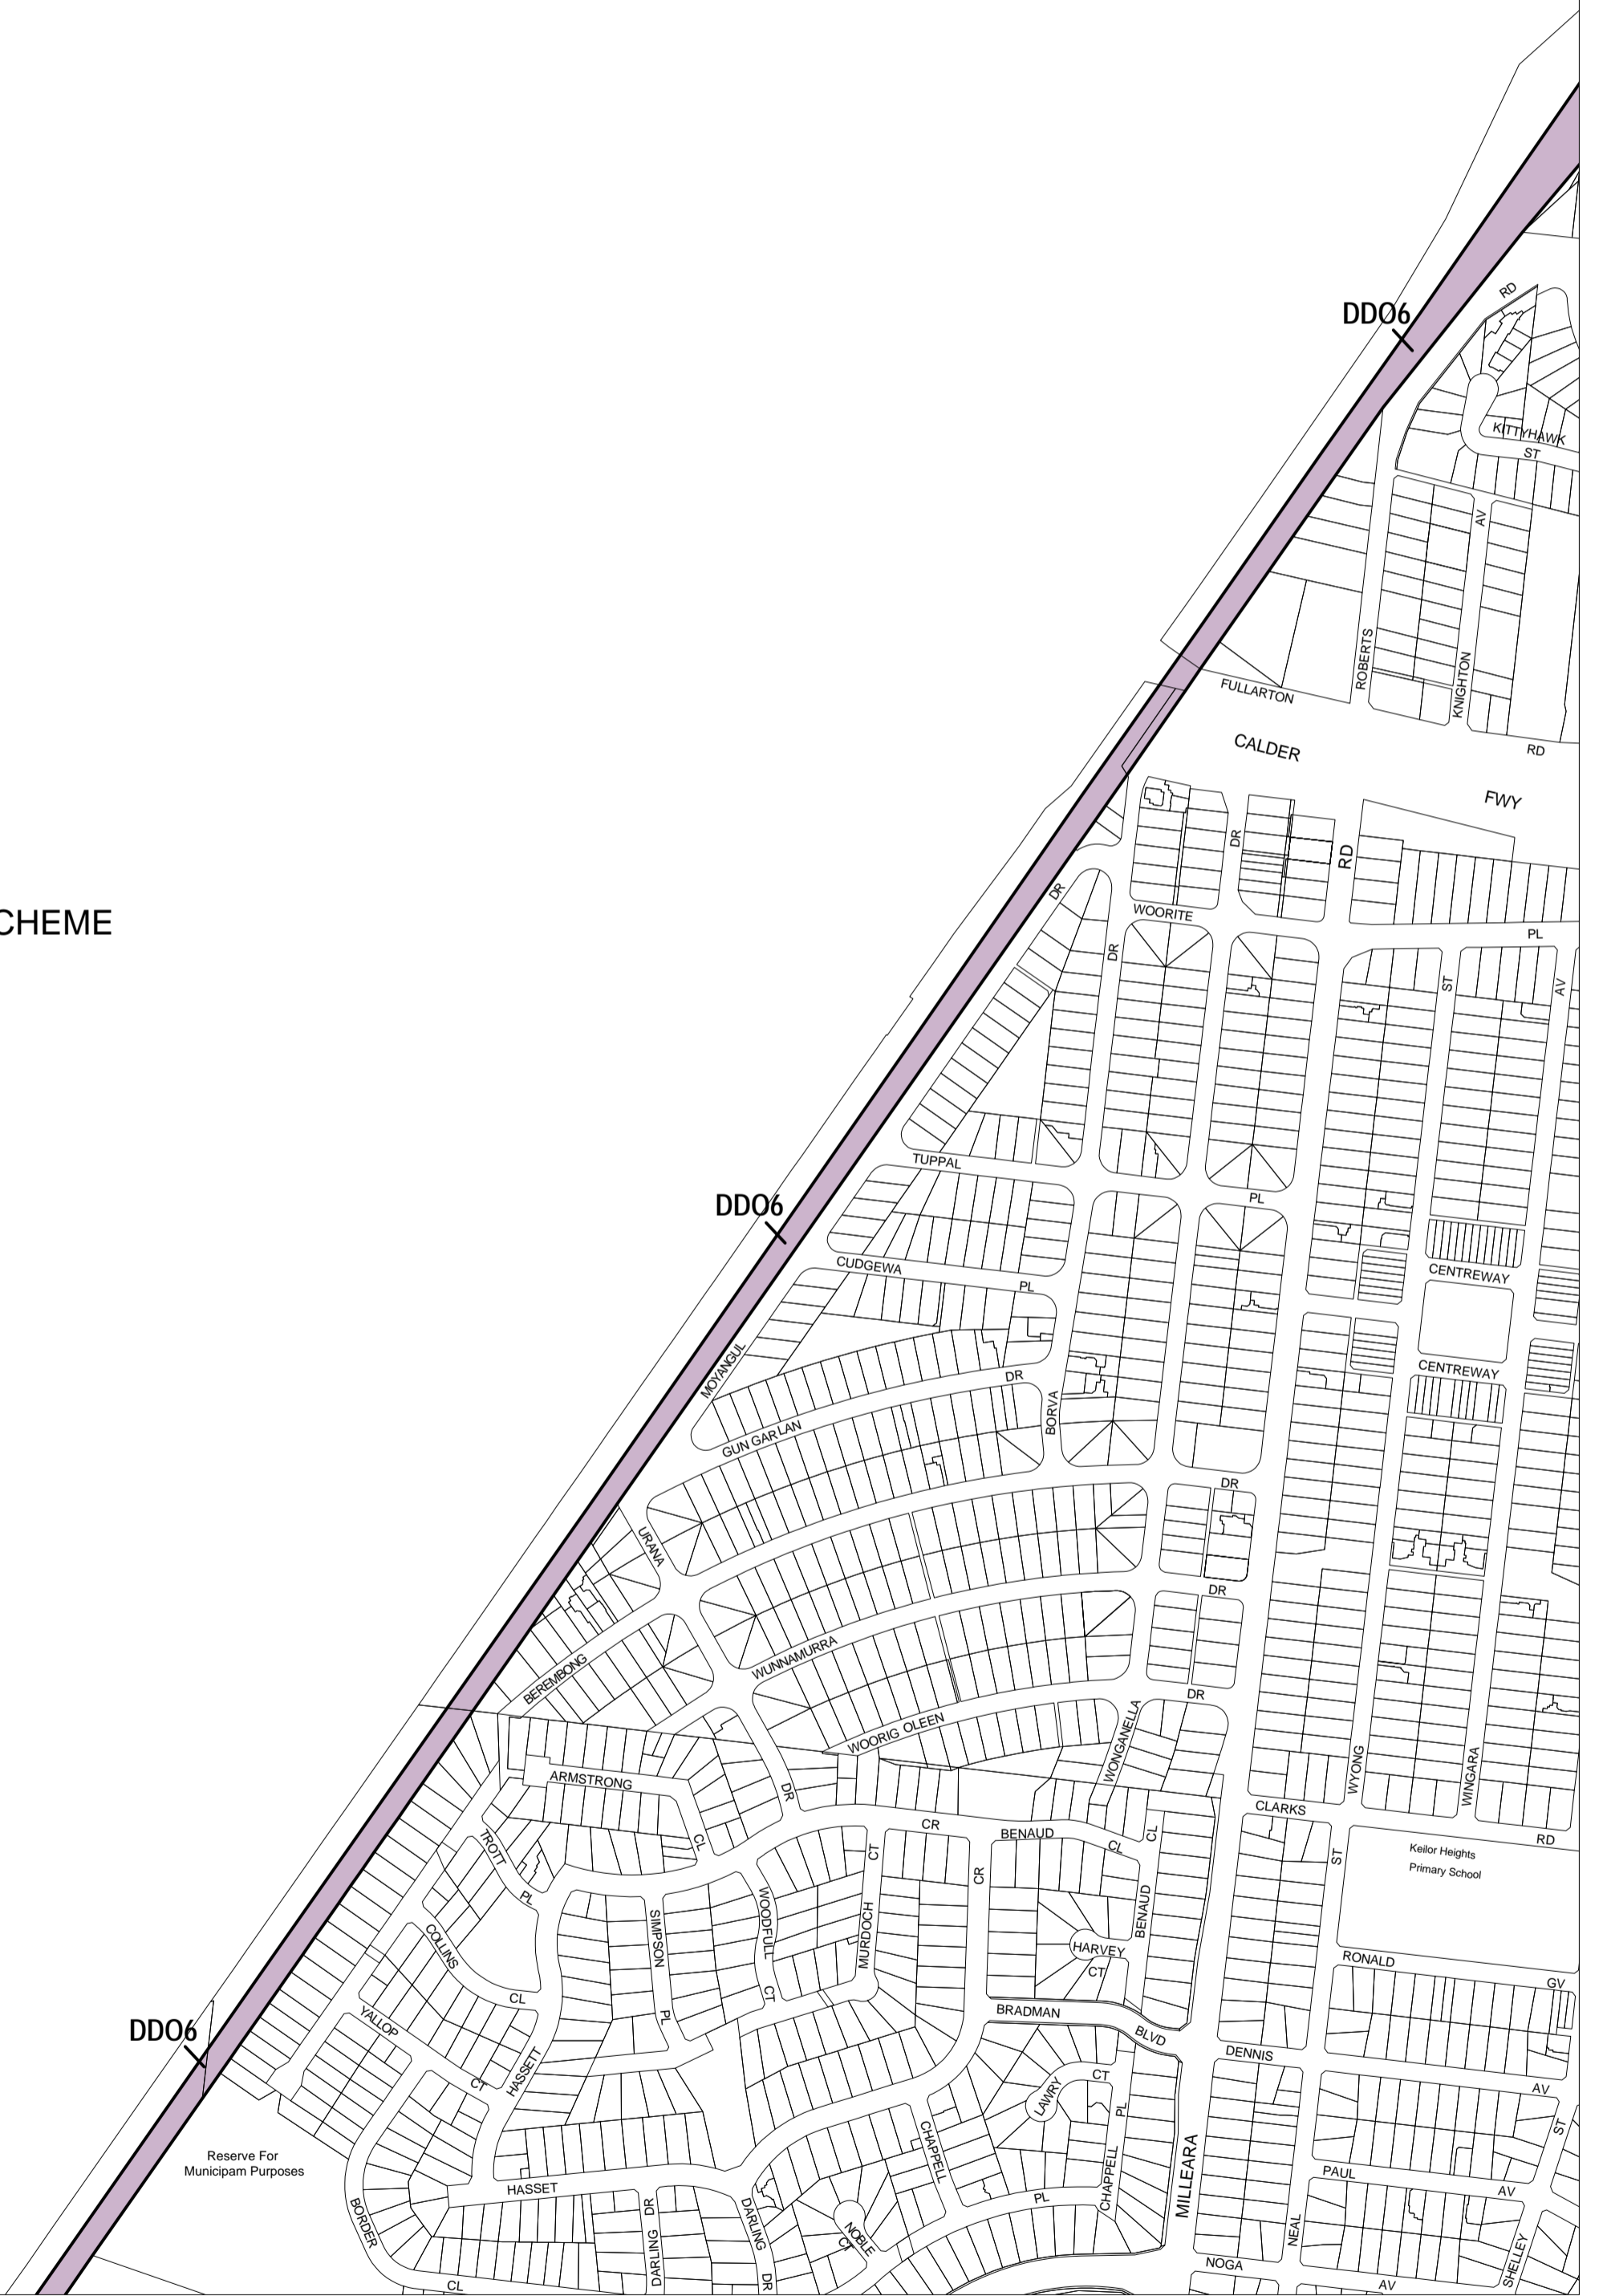 RD
DDO6
KITTYHAWK
ST
AV
ROBERTS
KNIGHTON
FULLARTON
RD
CALDER
FWY
DR
RD
DR
CHEME
WOORITE
PL
DR
ST
AV
TUPPAL
PL
DDO6
CUDGEWA
PL
CENTREWAY
MOYANGUL
DR
CENTREWAY
BORVA
GUN GAR LAN
DR
URANA
DR
WUNNAMURRA
BEREMBONG
DR
WOORIG OLEEN
WONGANELLA
WYONG
WINGARA
ARMSTRONG
DR
CLARKS
RD
CR
BENAUD
CL
CL
CL
TROTT
PL
CT
CR
ST
Keilor Heights
Primary School
WOODFULL
CT
SIMPSON
PL
MURDOCH
BENAUD
HARVEY
CT
COLLINS
CL
RONALD
GV
BRADMAN
BLVD
YALLOP
CT
DDO6
HASSETT
DENNIS
AV
LAWRY
CT
PL
ST
CHAPPELL
CHAPPELL
PL
MILLEARA
Reserve For
Municipam Purposes
PAUL
AV
HASSET
DR
DARLING
DARLING
DR
BORDER
CL
NOBLE
CT
NEAL
SHELLEY
NOGA
AV